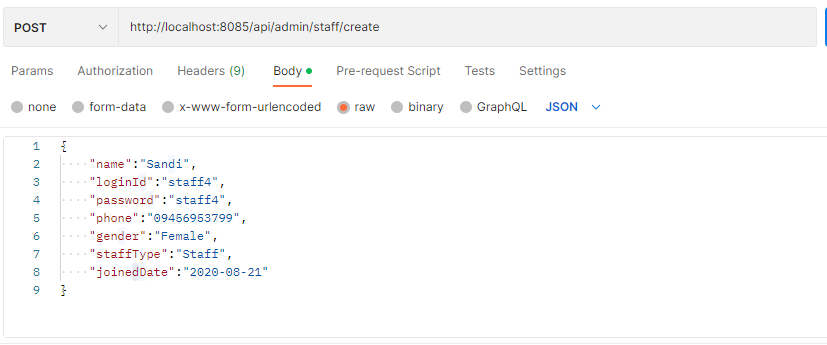 POST http://localhost:8085/api/admin/staff/create
Params Authorization Headers (9) Body Pre-request Script Tests Settings
none form-data x-www-form-urlencoded raw binary GraphQL JSON
1 {
2 "name":"Sandi",
3 "loginId":"staff4",
4 "password":"staff4",
5 "phone":"09456953799",
6 "gender":"Female",
7 "staffType":"Staff",
8 "joinedDate":"2020-08-21"
9 }